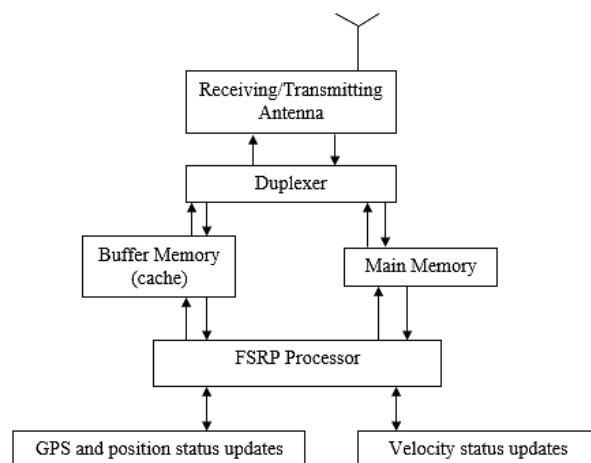 Receiving/Transmitting
Antenna
Duplexer
Buffer Memory
(cache)
Main Memory
FSRP Processor
GPS and position status updates
Velocity status updates